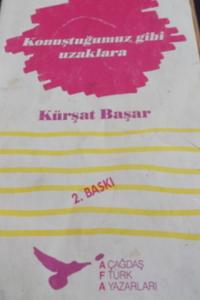 Konuştuğumuz gibi
uzaklara
Kürşat Başar
2. BASKI
A ÇAĞDAŞ
F TÜRK
A YAZARLARI